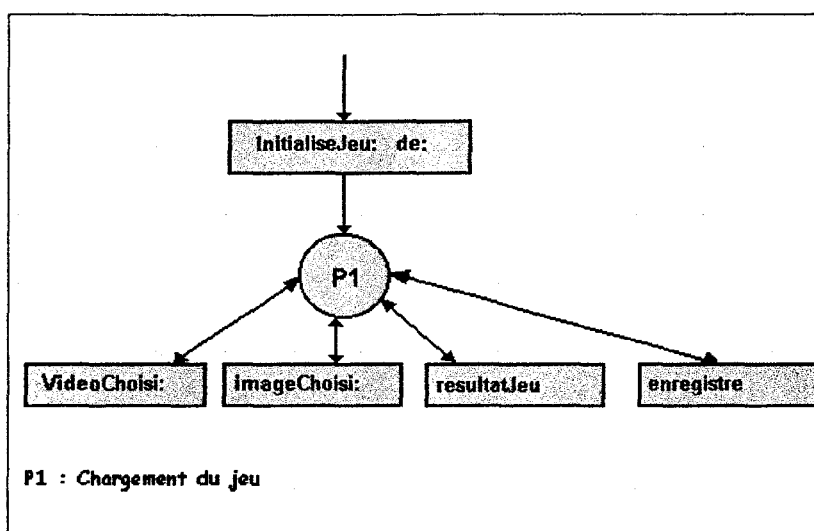 InitialiseJeu: de:
P1
VideoChoisi: ImageChoisi: resultatJeu enregistre
P1 : Chargement du jeu